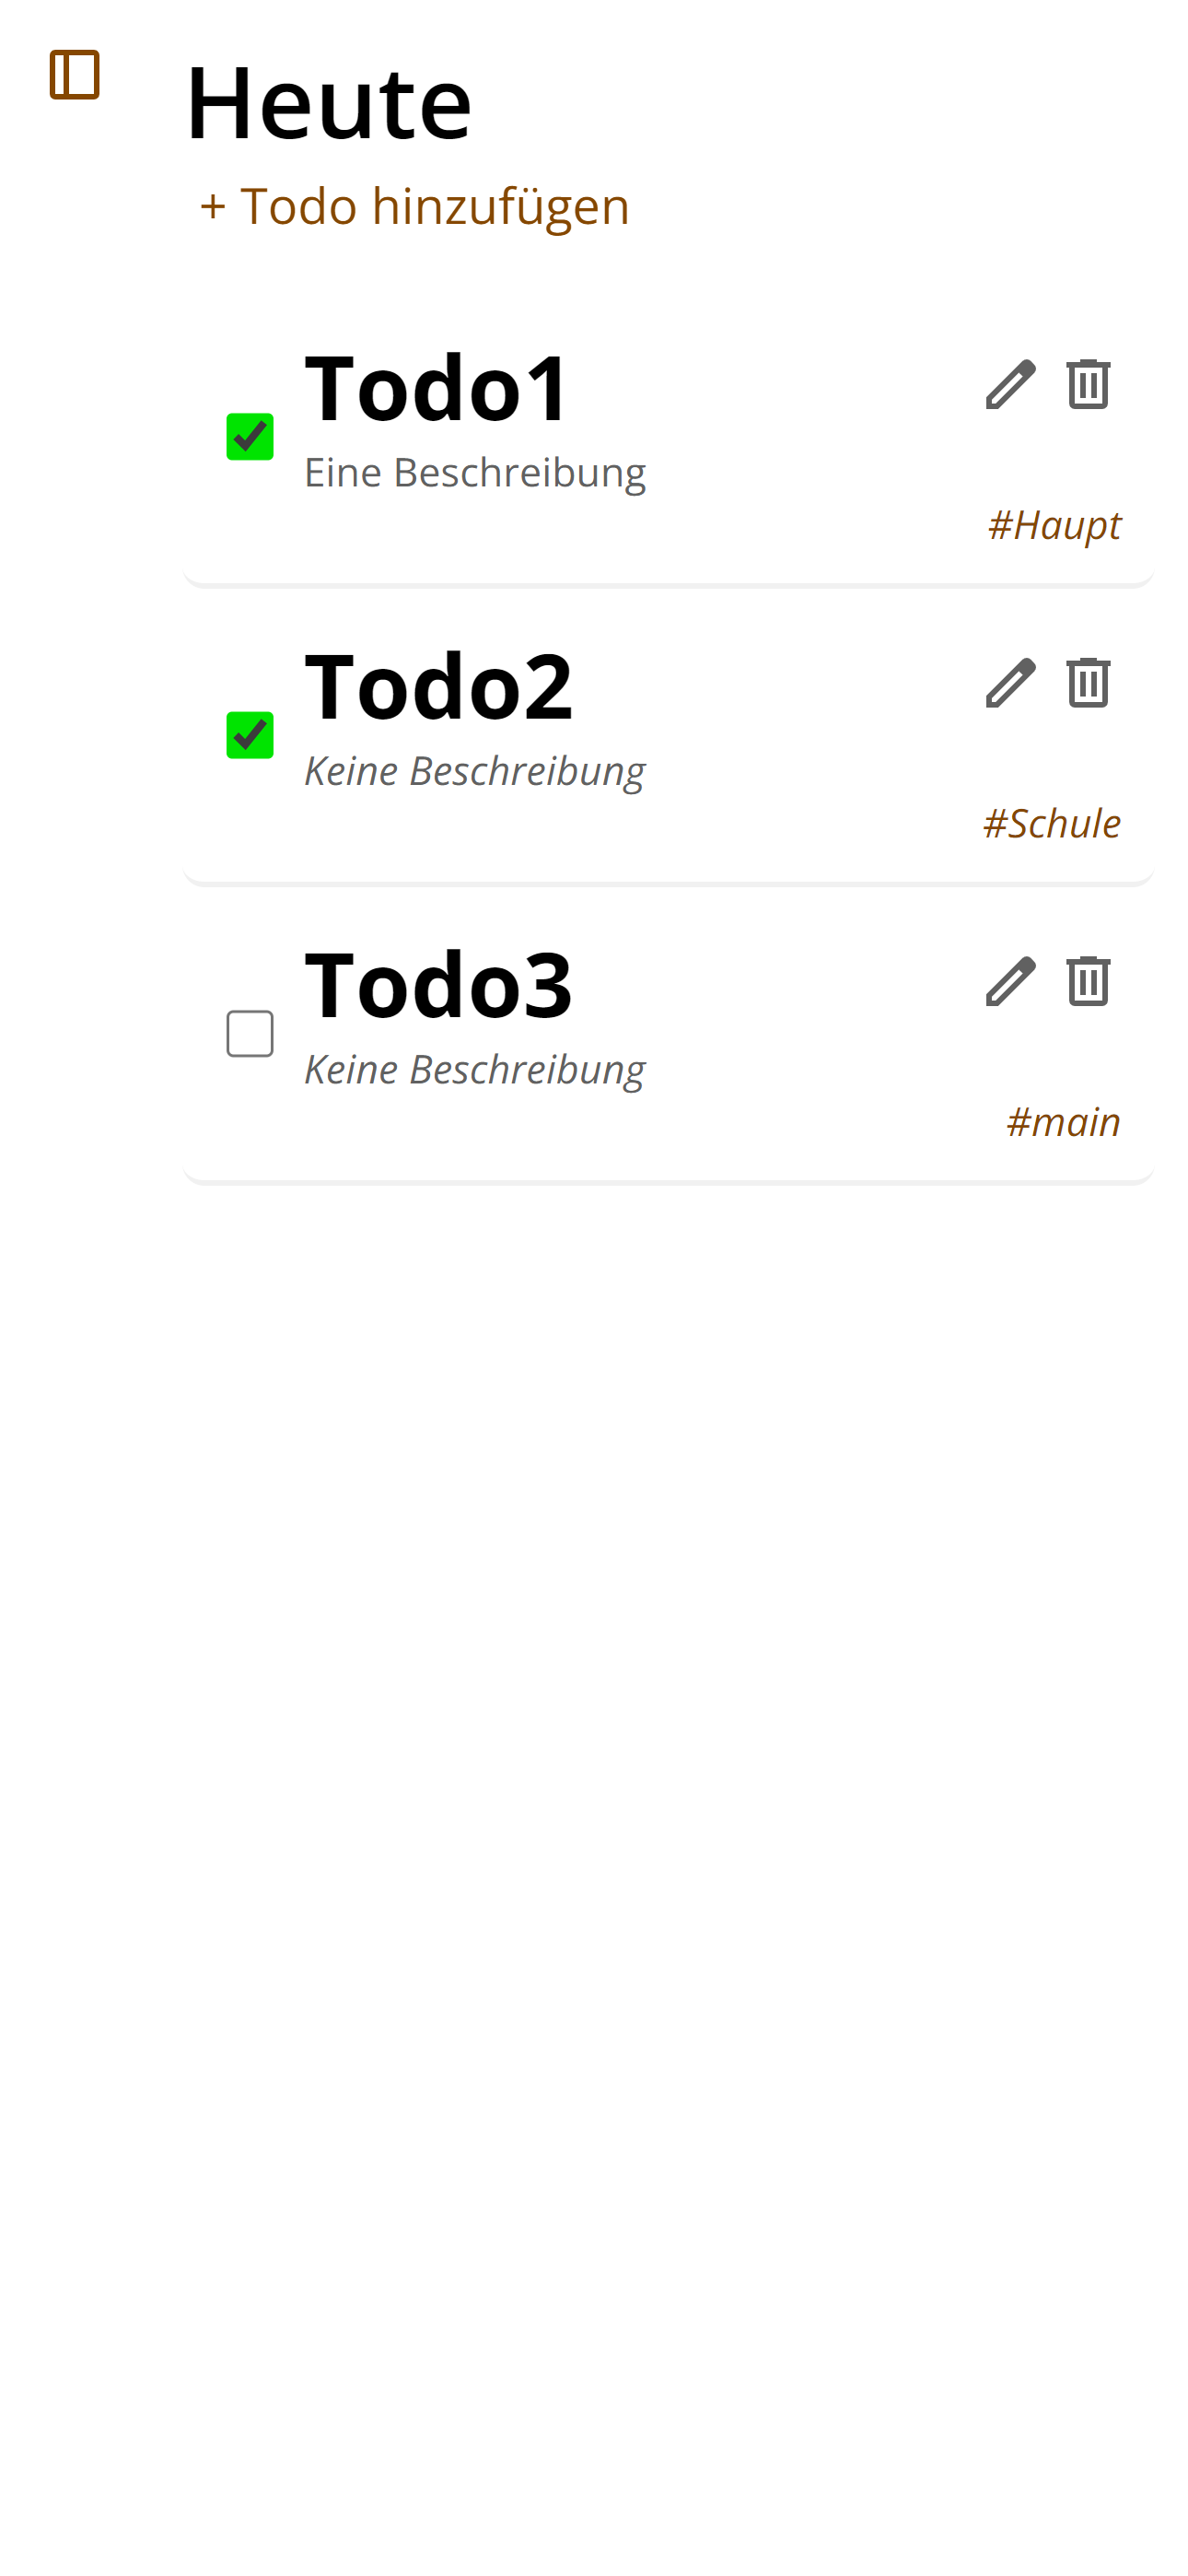 Heute
+ Todo hinzufügen
Todo1
Eine Beschreibung
#Haupt
Todo2
Keine Beschreibung
#Schule
Todo3
Keine Beschreibung
#main